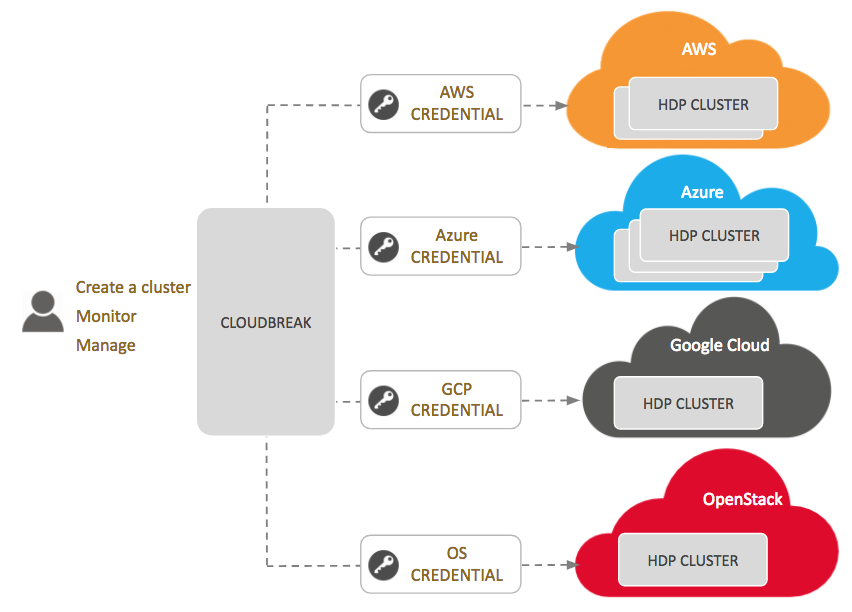 Create a cluster
Monitor
Manage
CLOUDBREAK
AWS
CREDENTIAL
AWS
HDP CLUSTER
Azure
CREDENTIAL
Azure
HDP CLUSTER
GCP
CREDENTIAL
Google Cloud
HDP CLUSTER
OS
CREDENTIAL
OpenStack
HDP CLUSTER